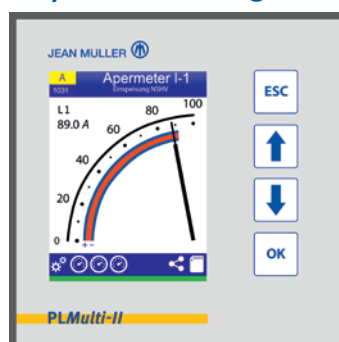 JEAN MULLER
A
Apermeter I-1
1031
Einspeisung NSHV
L1
89.0 A
0
20
40
60
80
100
+ -
ESC
OK
PLMulti-II